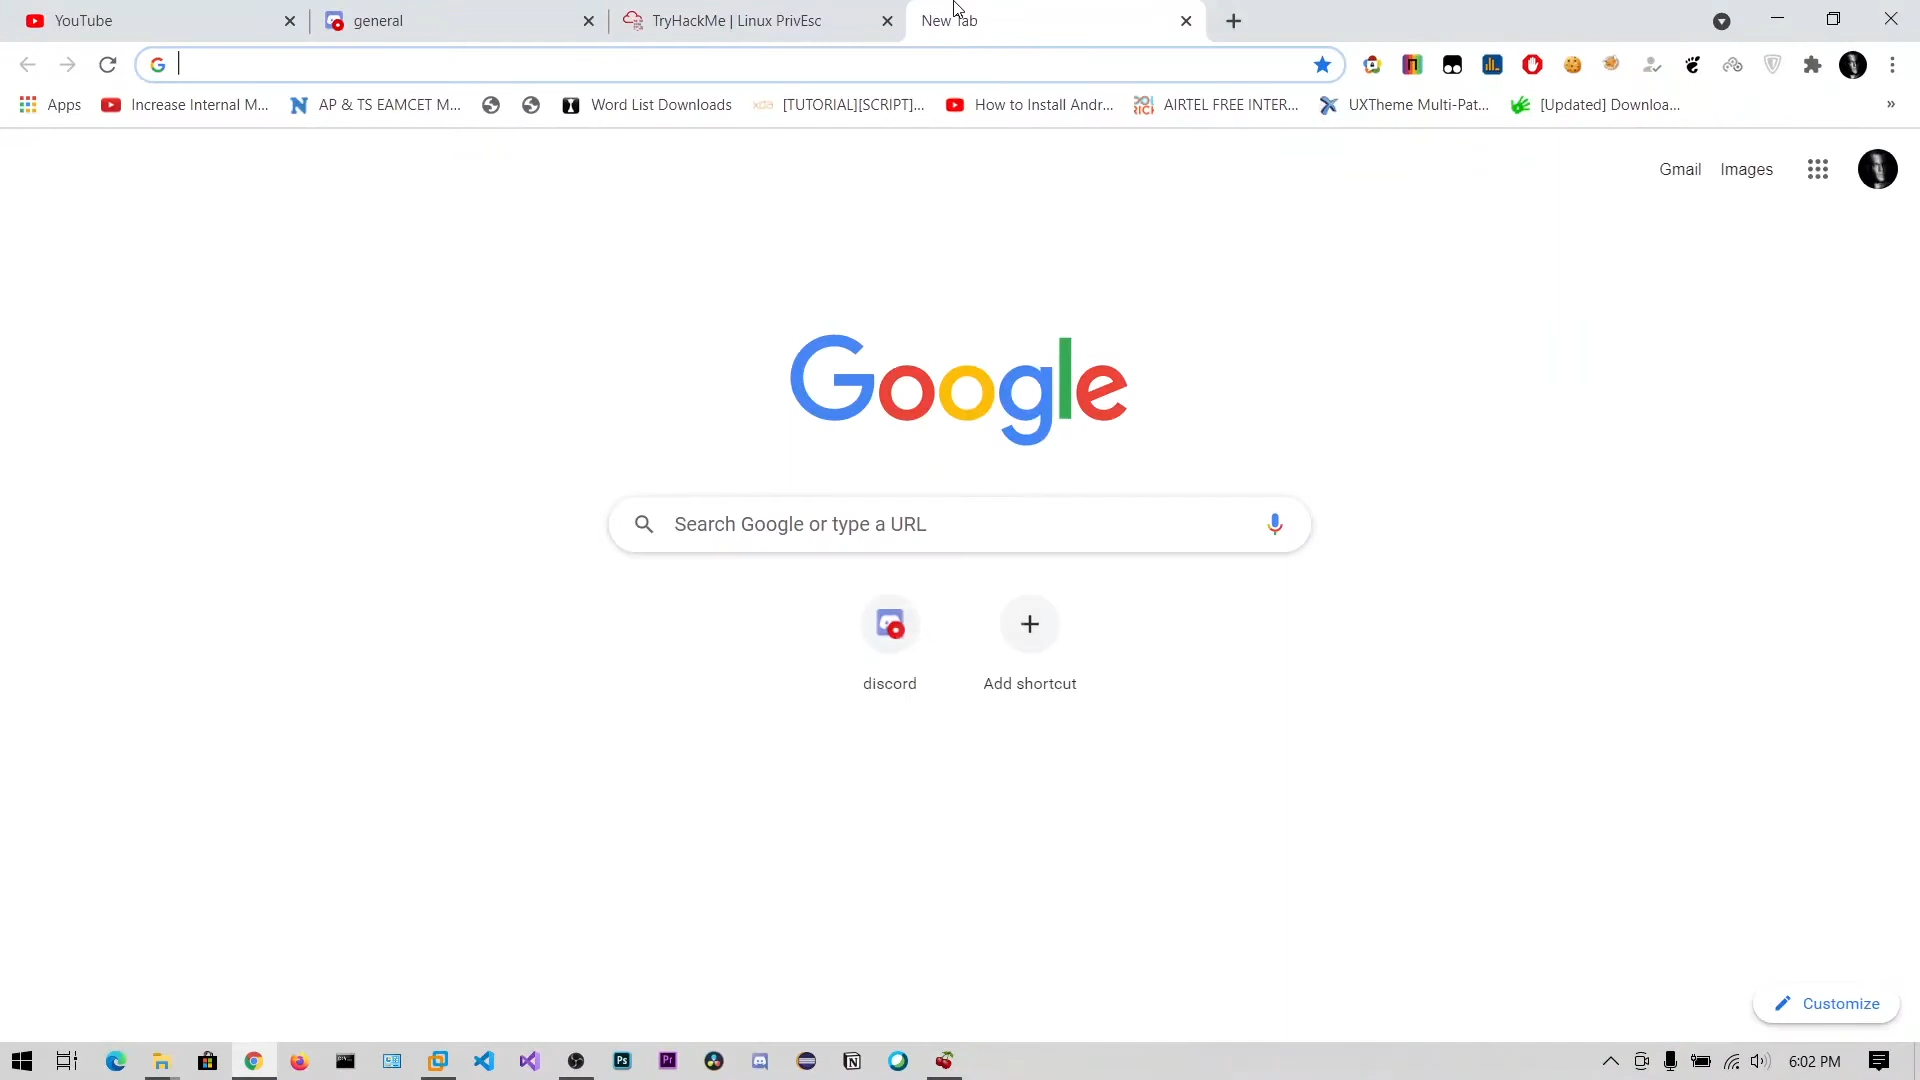 YouTube
general
TryHackMe | Linux PrivEsc
New Tab
Apps
Increase Internal M...
AP & TS EAMCET M...
Word List Downloads
[TUTORIAL][SCRIPT]...
How to Install Andr...
AIRTEL FREE INTER...
UXTheme Multi-Pat...
[Updated] Downloa...
»
Gmail
Images
Google
Search Google or type a URL
discord
Add shortcut
Customize
6:02 PM